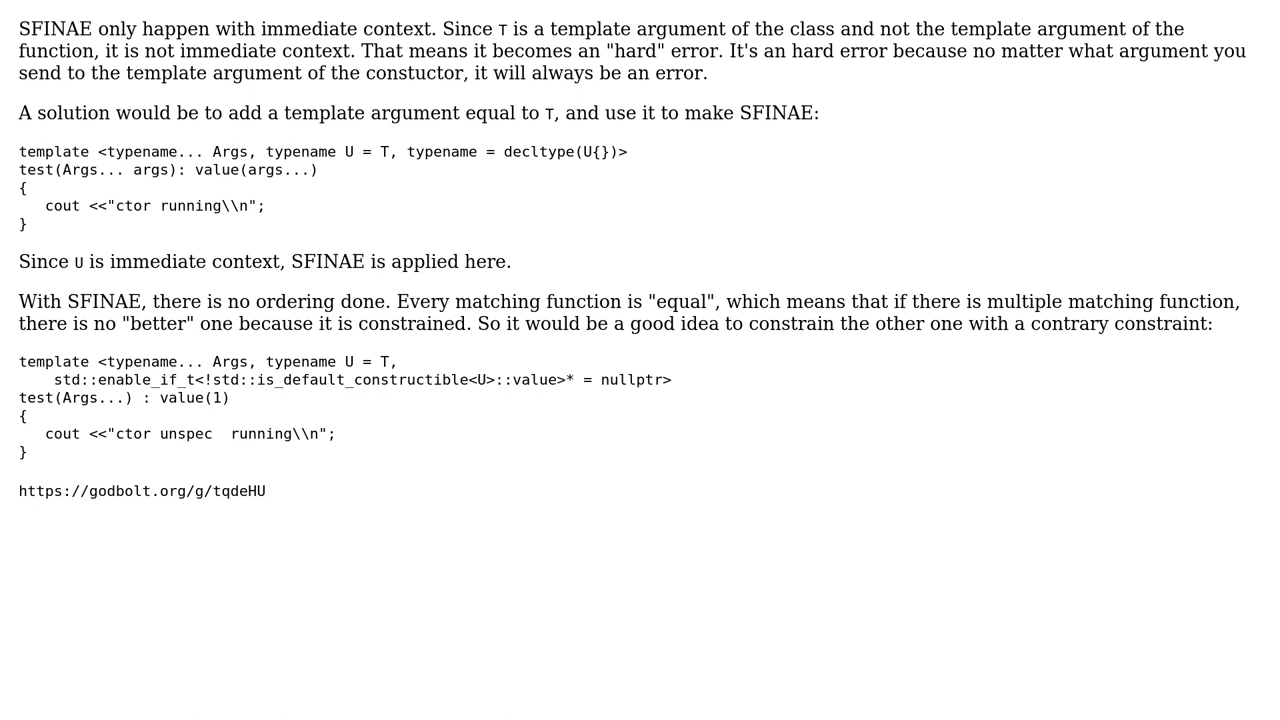 SFINAE only happen with immediate context. Since T is a template argument of the class and not the template argument of the
function, it is not immediate context. That means it becomes an "hard" error. It's an hard error because no matter what argument you
send to the template argument of the constuctor, it will always be an error.
A solution would be to add a template argument equal to T, and use it to make SFINAE:
template <typename... Args, typename U = T, typename = decltype(U{})>
test(Args... args): value(args...)
{
   cout <<"ctor running\\n";
}
Since U is immediate context, SFINAE is applied here.
With SFINAE, there is no ordering done. Every matching function is "equal", which means that if there is multiple matching function,
there is no "better" one because it is constrained. So it would be a good idea to constrain the other one with a contrary constraint:
template <typename... Args, typename U = T,
    std::enable_if_t<!std::is_default_constructible<U>::value>* = nullptr>
test(Args...) : value(1)
{
   cout <<"ctor unspec  running\\n";
}
https://godbolt.org/g/tqdeHU